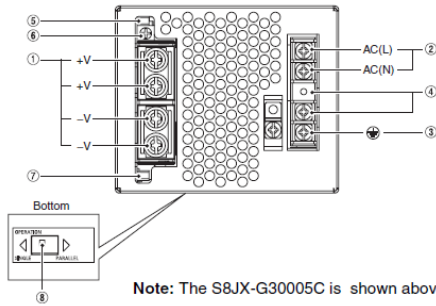 ⑤
⑥
① +V
+V
−V
−V
⑦
AC(L) ②
AC(N)
④
③
Bottom
OPERATION
SINGLE PARALLEL
⑧
Note: The S8JX-G30005C is shown abov